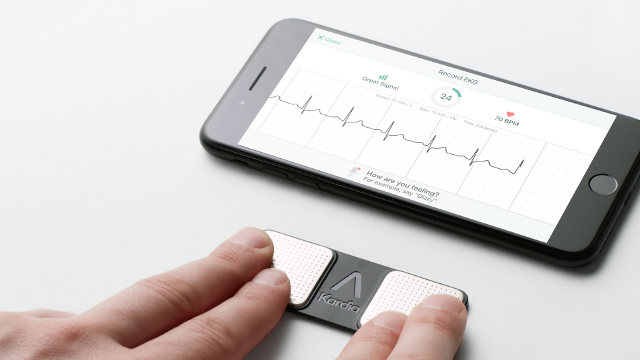 Close
Record EKG
Great Signal
24
70 BPM
How are you feeling?
For example, say "Dizzy".
Kardia